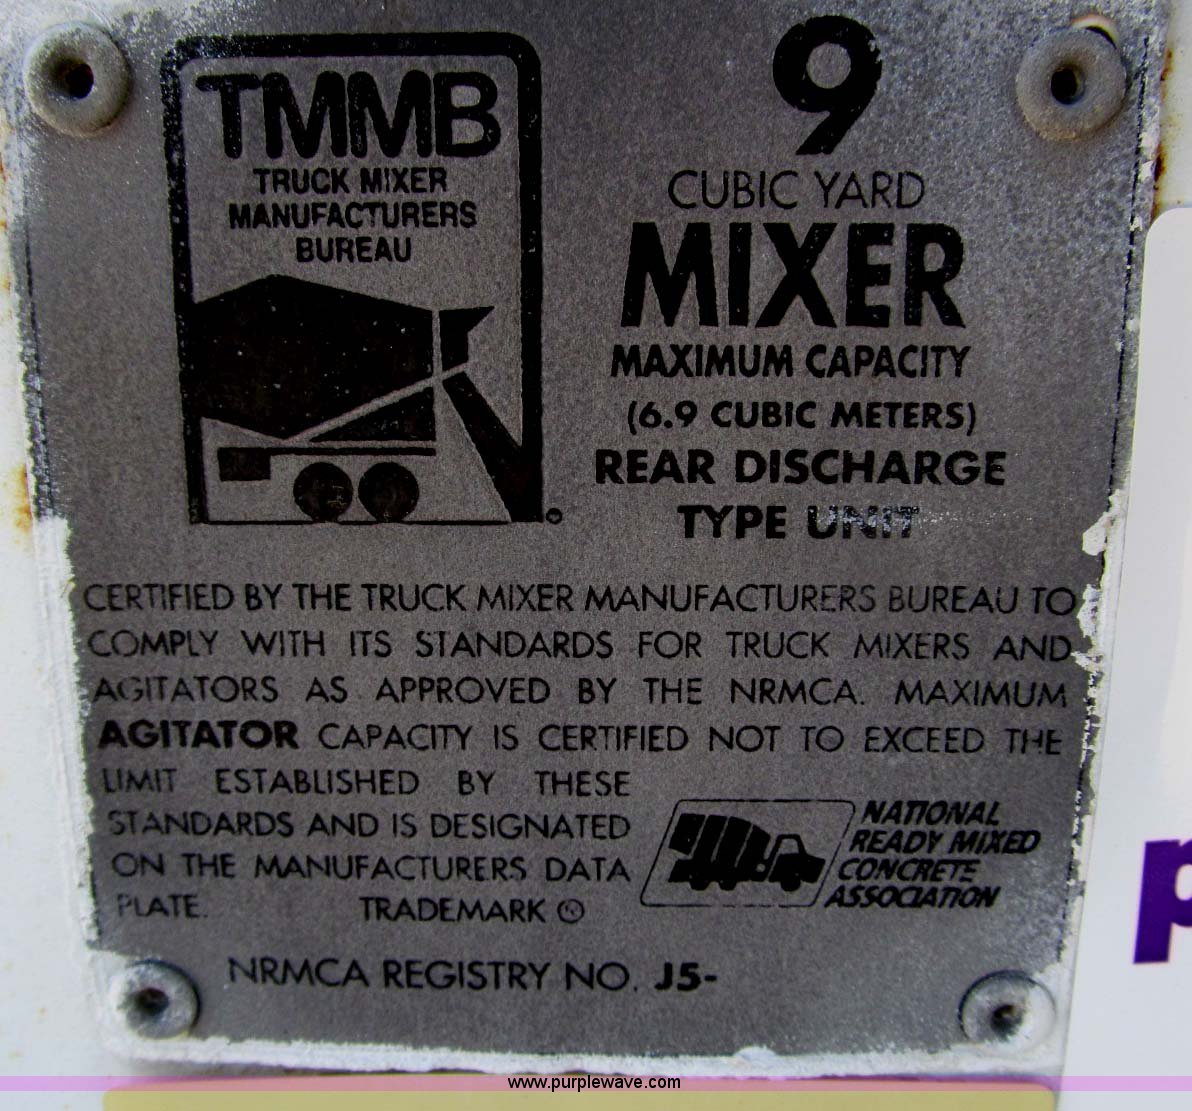 TMMB
TRUCK MIXER
MANUFACTURERS
BUREAU
9
CUBIC YARD
MIXER
MAXIMUM CAPACITY
(6.9 CUBIC METERS)
REAR DISCHARGE
TYPE UNIT
CERTIFIED BY THE TRUCK MIXER MANUFACTURERS BUREAU TO
COMPLY WITH ITS STANDARDS FOR TRUCK MIXERS AND
AGITATORS AS APPROVED BY THE NRMCA. MAXIMUM
AGITATOR CAPACITY IS CERTIFIED NOT TO EXCEED THE
LIMIT ESTABLISHED BY THESE
STANDARDS AND IS DESIGNATED
ON THE MANUFACTURERS DATA
PLATE. TRADEMARK ®
NATIONAL
READY MIXED
CONCRETE
ASSOCIATION
NRMCA REGISTRY NO. J5-
p
www.purplewave.com